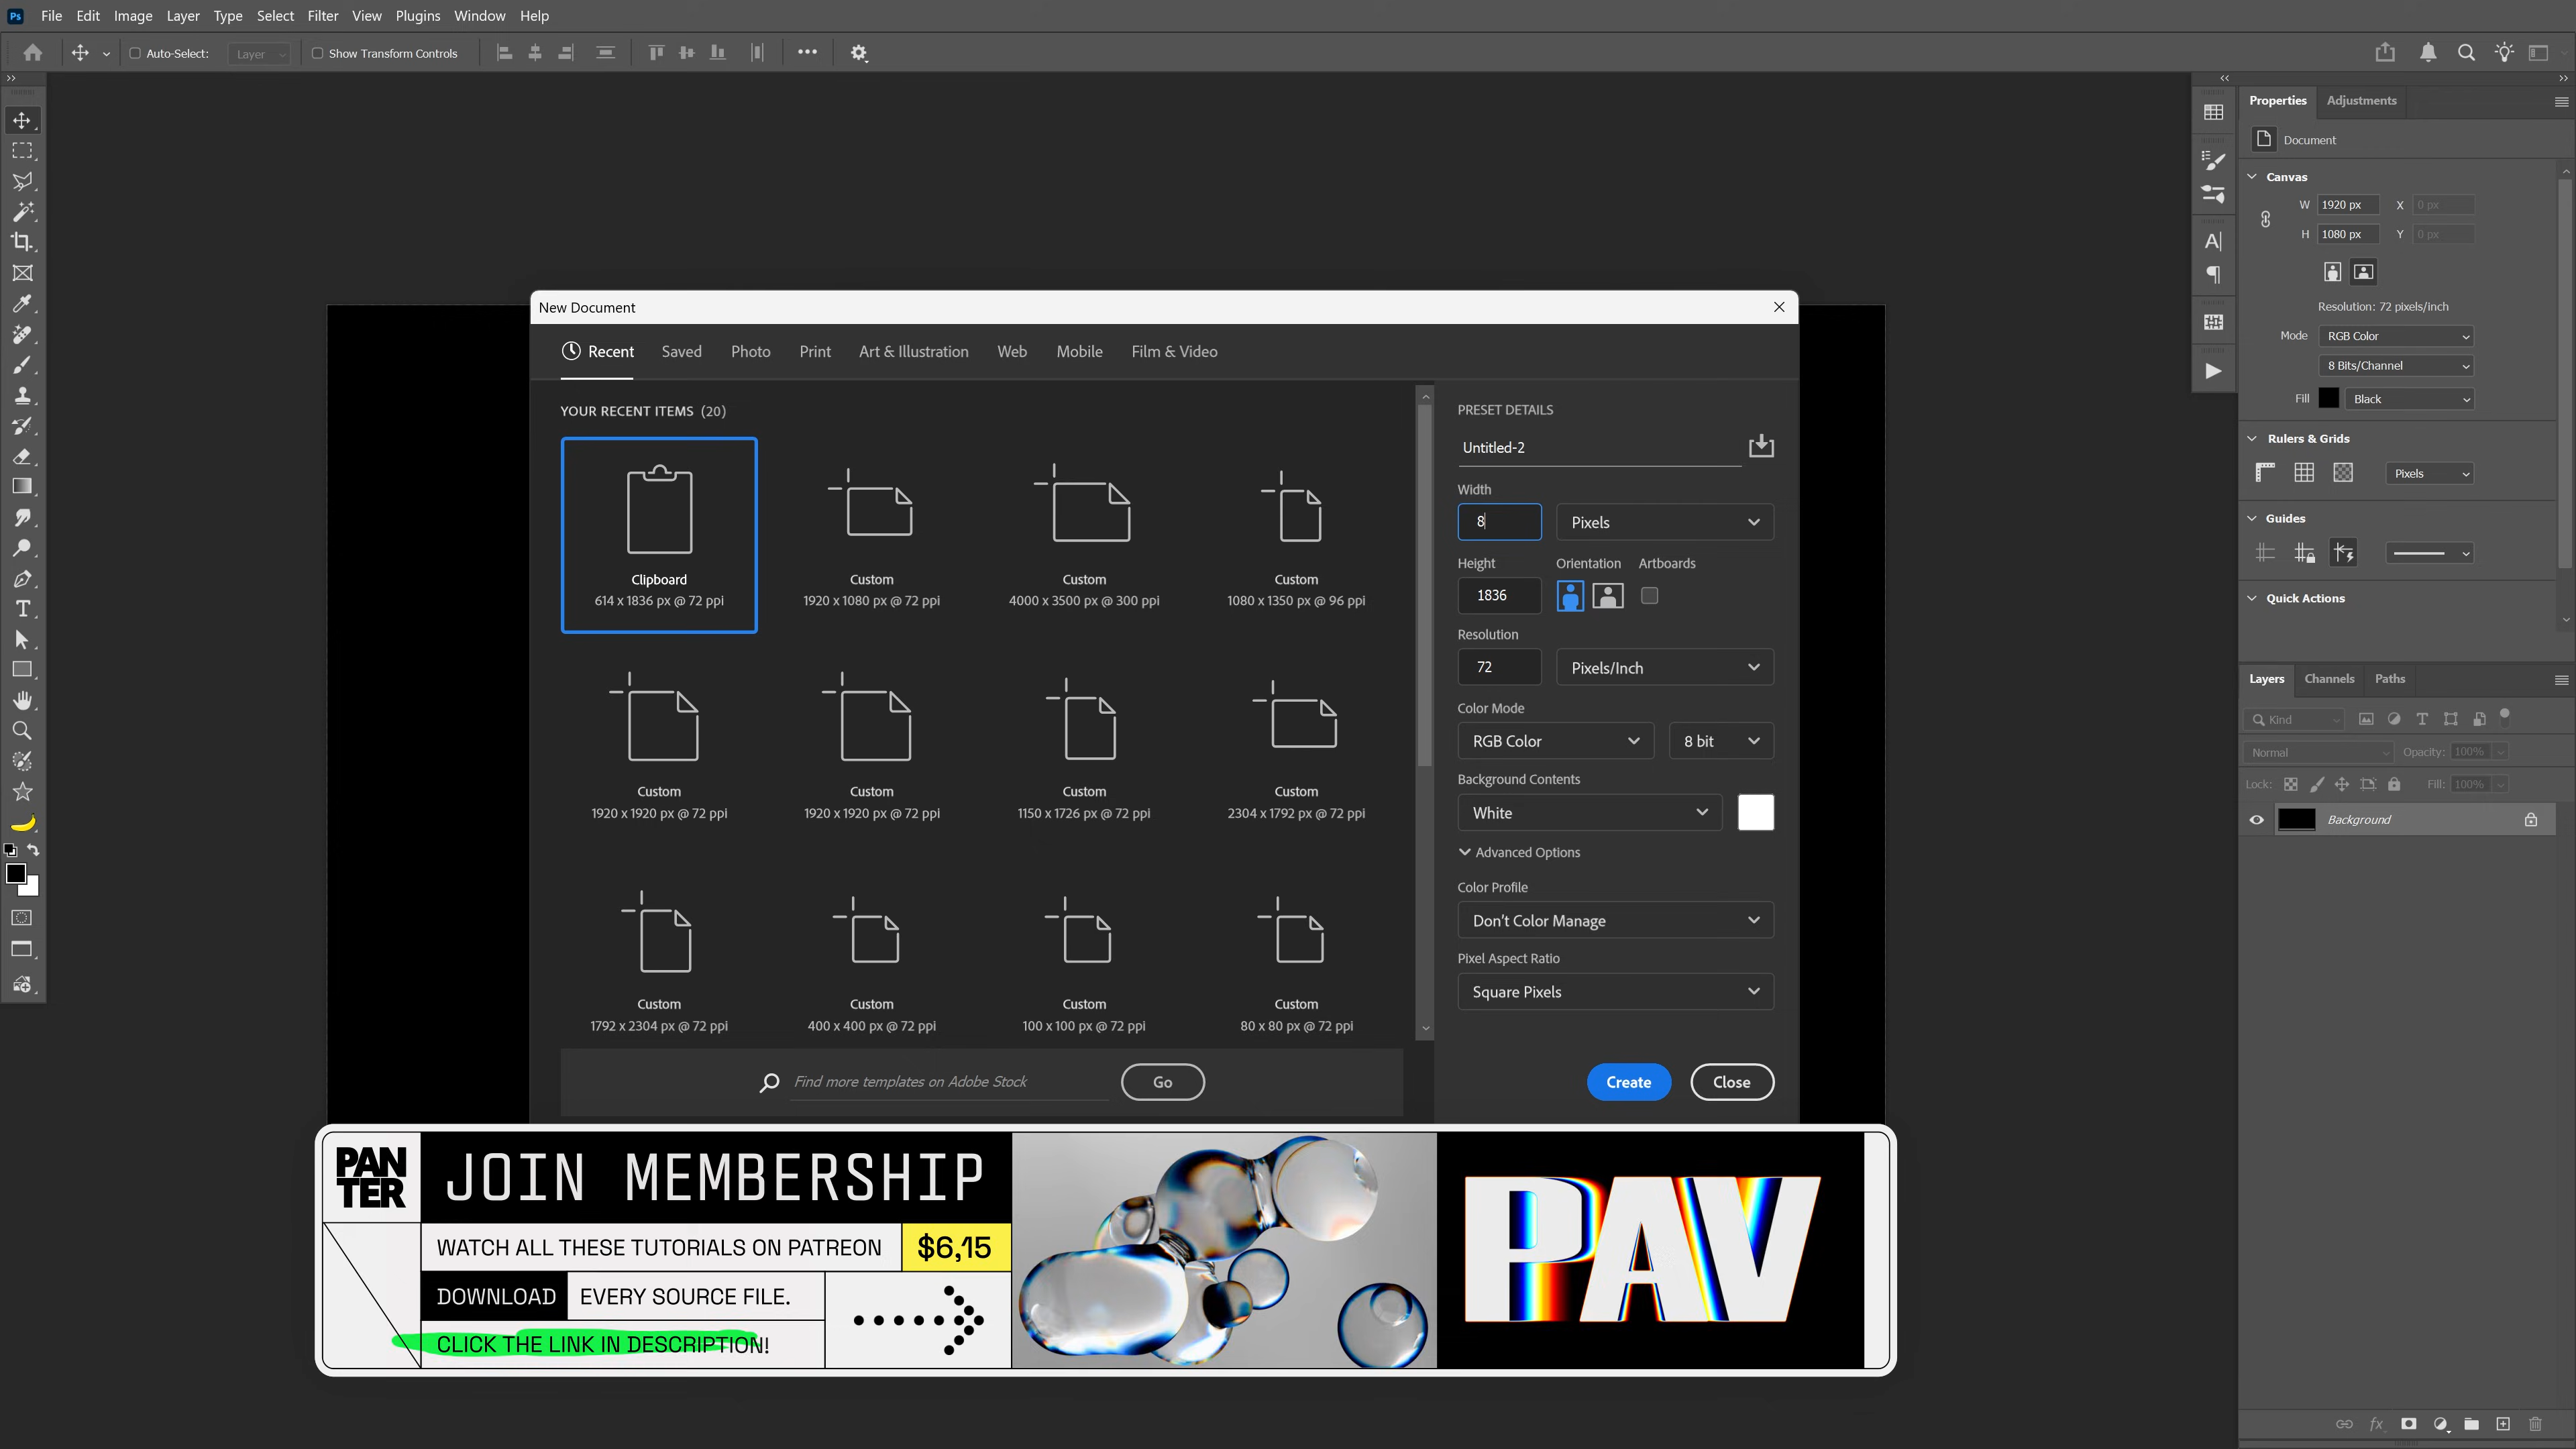 Ps File Edit Image Layer Type Select Filter View Plugins Window Help
Auto-Select: Layer Show Transform Controls
New Document
Recent Saved Photo Print Art & Illustration Web Mobile Film & Video
YOUR RECENT ITEMS (20)
Clipboard
614 x 1836 px @ 72 ppi
Custom
1920 x 1080 px @ 72 ppi
Custom
4000 x 3500 px @ 300 ppi
Custom
1080 x 1350 px @ 96 ppi
Custom
1920 x 1920 px @ 72 ppi
Custom
1920 x 1920 px @ 72 ppi
Custom
1150 x 1726 px @ 72 ppi
Custom
2304 x 1792 px @ 72 ppi
Custom
1792 x 2304 px @ 72 ppi
Custom
400 x 400 px @ 72 ppi
Custom
100 x 100 px @ 72 ppi
Custom
80 x 80 px @ 72 ppi
Find more templates on Adobe Stock Go
PRESET DETAILS
Untitled-2
Width
8 Pixels
Height Orientation Artboards
1836
Resolution
72 Pixels/Inch
Color Mode
RGB Color 8 bit
Background Contents
White
Advanced Options
Color Profile
Don't Color Manage
Pixel Aspect Ratio
Square Pixels
Create Close
Properties Adjustments
Document
Canvas
W 1920 px X 0 px
H 1080 px Y 0 px
Resolution: 72 pixels/inch
Mode RGB Color
8 Bits/Channel
Fill Black
Rulers & Grids
Pixels
Guides
Quick Actions
Layers Channels Paths
Kind
Normal Opacity: 100%
Lock: Fill: 100%
Background
PAN
TER
JOIN MEMBERSHIP
WATCH ALL THESE TUTORIALS ON PATREON $6,15
DOWNLOAD EVERY SOURCE FILE.
CLICK THE LINK IN DESCRIPTION!
PAV